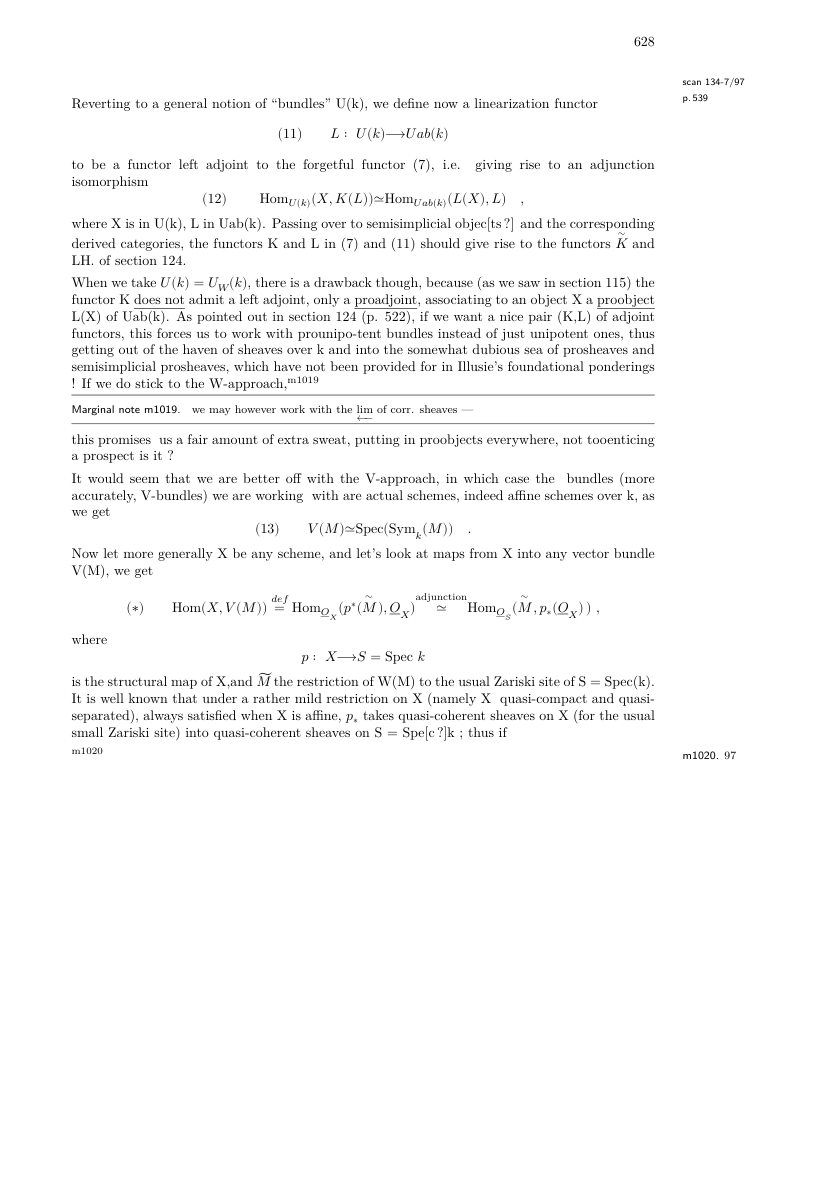 628
scan 134-7/97
p. 539
Reverting to a general notion of “bundles” U(k), we define now a linearization functor
(11) L : U(k)⟶Uab(k)
to be a functor left adjoint to the forgetful functor (7), i.e. giving rise to an adjunction
isomorphism
(12) Hom_{U(k)}(X, K(L))≃Hom_{Uab(k)}(L(X), L) ,
where X is in U(k), L in Uab(k). Passing over to semisimplicial objec[ts ?] and the corresponding
derived categories, the functors K and L in (7) and (11) should give rise to the functors K̃ and
LH. of section 124.
When we take U(k) = U_W(k), there is a drawback though, because (as we saw in section 115) the
functor K does not admit a left adjoint, only a proadjoint, associating to an object X a proobject
L(X) of Uab(k). As pointed out in section 124 (p. 522), if we want a nice pair (K,L) of adjoint
functors, this forces us to work with prounipo-tent bundles instead of just unipotent ones, thus
getting out of the haven of sheaves over k and into the somewhat dubious sea of prosheaves and
semisimplicial prosheaves, which have not been provided for in Illusie’s foundational ponderings
! If we do stick to the W-approach,^{m1019}
Marginal note m1019. we may however work with the lim← of corr. sheaves —
this promises us a fair amount of extra sweat, putting in proobjects everywhere, not tooenticing
a prospect is it ?
It would seem that we are better off with the V-approach, in which case the bundles (more
accurately, V-bundles) we are working with are actual schemes, indeed affine schemes over k, as
we get
(13) V(M)≃Spec(Sym_k(M)) .
Now let more generally X be any scheme, and let’s look at maps from X into any vector bundle
V(M), we get
(∗) Hom(X, V(M)) \overset{def}{=} Hom_{\underline{O}_X}(p^*(\tilde{M}), \underline{O}_X) \overset{adjunction}{≃} Hom_{\underline{O}_S}(\tilde{M}, p_∗(\underline{O}_X) ) ,
where
p : X⟶S = Spec k
is the structural map of X,and \tilde{M} the restriction of W(M) to the usual Zariski site of S = Spec(k).
It is well known that under a rather mild restriction on X (namely X quasi-compact and quasi-
separated), always satisfied when X is affine, p_∗ takes quasi-coherent sheaves on X (for the usual
small Zariski site) into quasi-coherent sheaves on S = Spe[c ?]k ; thus if
m1020
m1020. 97